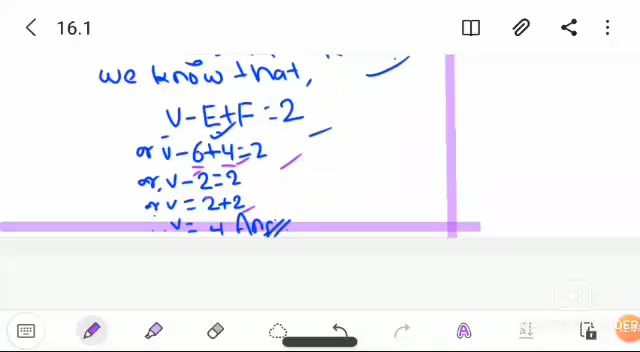 16.1
we know that,
V-E+F=2
or V-6+4=2
or, V-2=2
or V=2+2
∴ V= 4 Ans